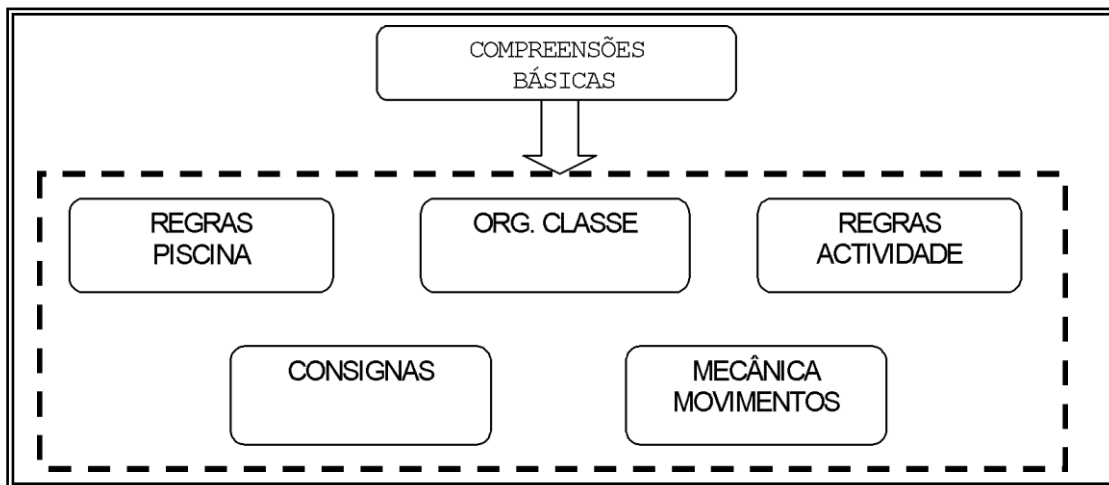 COMPREENSÕES
BÁSICAS
REGRAS
PISCINA
ORG. CLASSE
REGRAS
ACTIVIDADE
CONSIGNAS
MECÂNICA
MOVIMENTOS